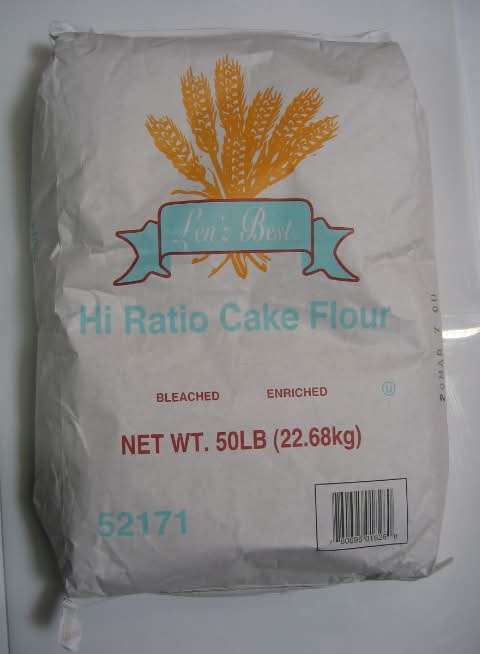 Len'z Best
Hi Ratio Cake Flour
BLEACHED ENRICHED
U
NET WT. 50LB (22.68kg)
52171